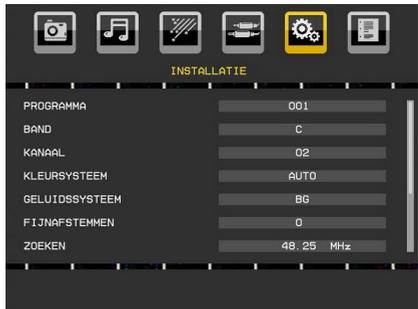 INSTALLATIE
PROGRAMMA 001
BAND C
KANAAL 02
KLEURSYSTEEM AUTO
GELUIDSSYSTEEM BG
FIJNAFSTEMMEN 0
ZOEKEN 48.25 MHz